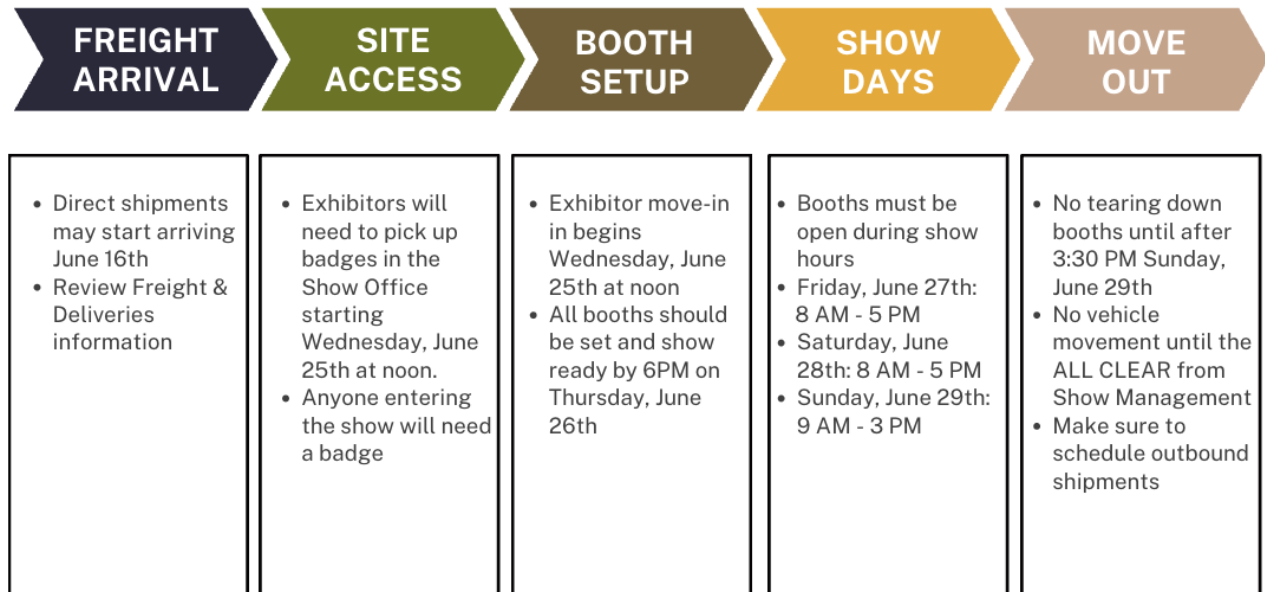 FREIGHT
ARRIVAL
SITE
ACCESS
BOOTH
SETUP
SHOW
DAYS
MOVE
OUT
• Direct shipments
may start arriving
June 16th
• Review Freight &
Deliveries
information
• Exhibitors will
need to pick up
badges in the
Show Office
starting
Wednesday, June
25th at noon.
• Anyone entering
the show will need
a badge
• Exhibitor move-in
in begins
Wednesday, June
25th at noon
• All booths should
be set and show
ready by 6PM on
Thursday, June
26th
• Booths must be
open during show
hours
• Friday, June 27th:
8 AM - 5 PM
• Saturday, June
28th: 8 AM - 5 PM
• Sunday, June 29th:
9 AM - 3 PM
• No tearing down
booths until after
3:30 PM Sunday,
June 29th
• No vehicle
movement until the
ALL CLEAR from
Show Management
• Make sure to
schedule outbound
shipments